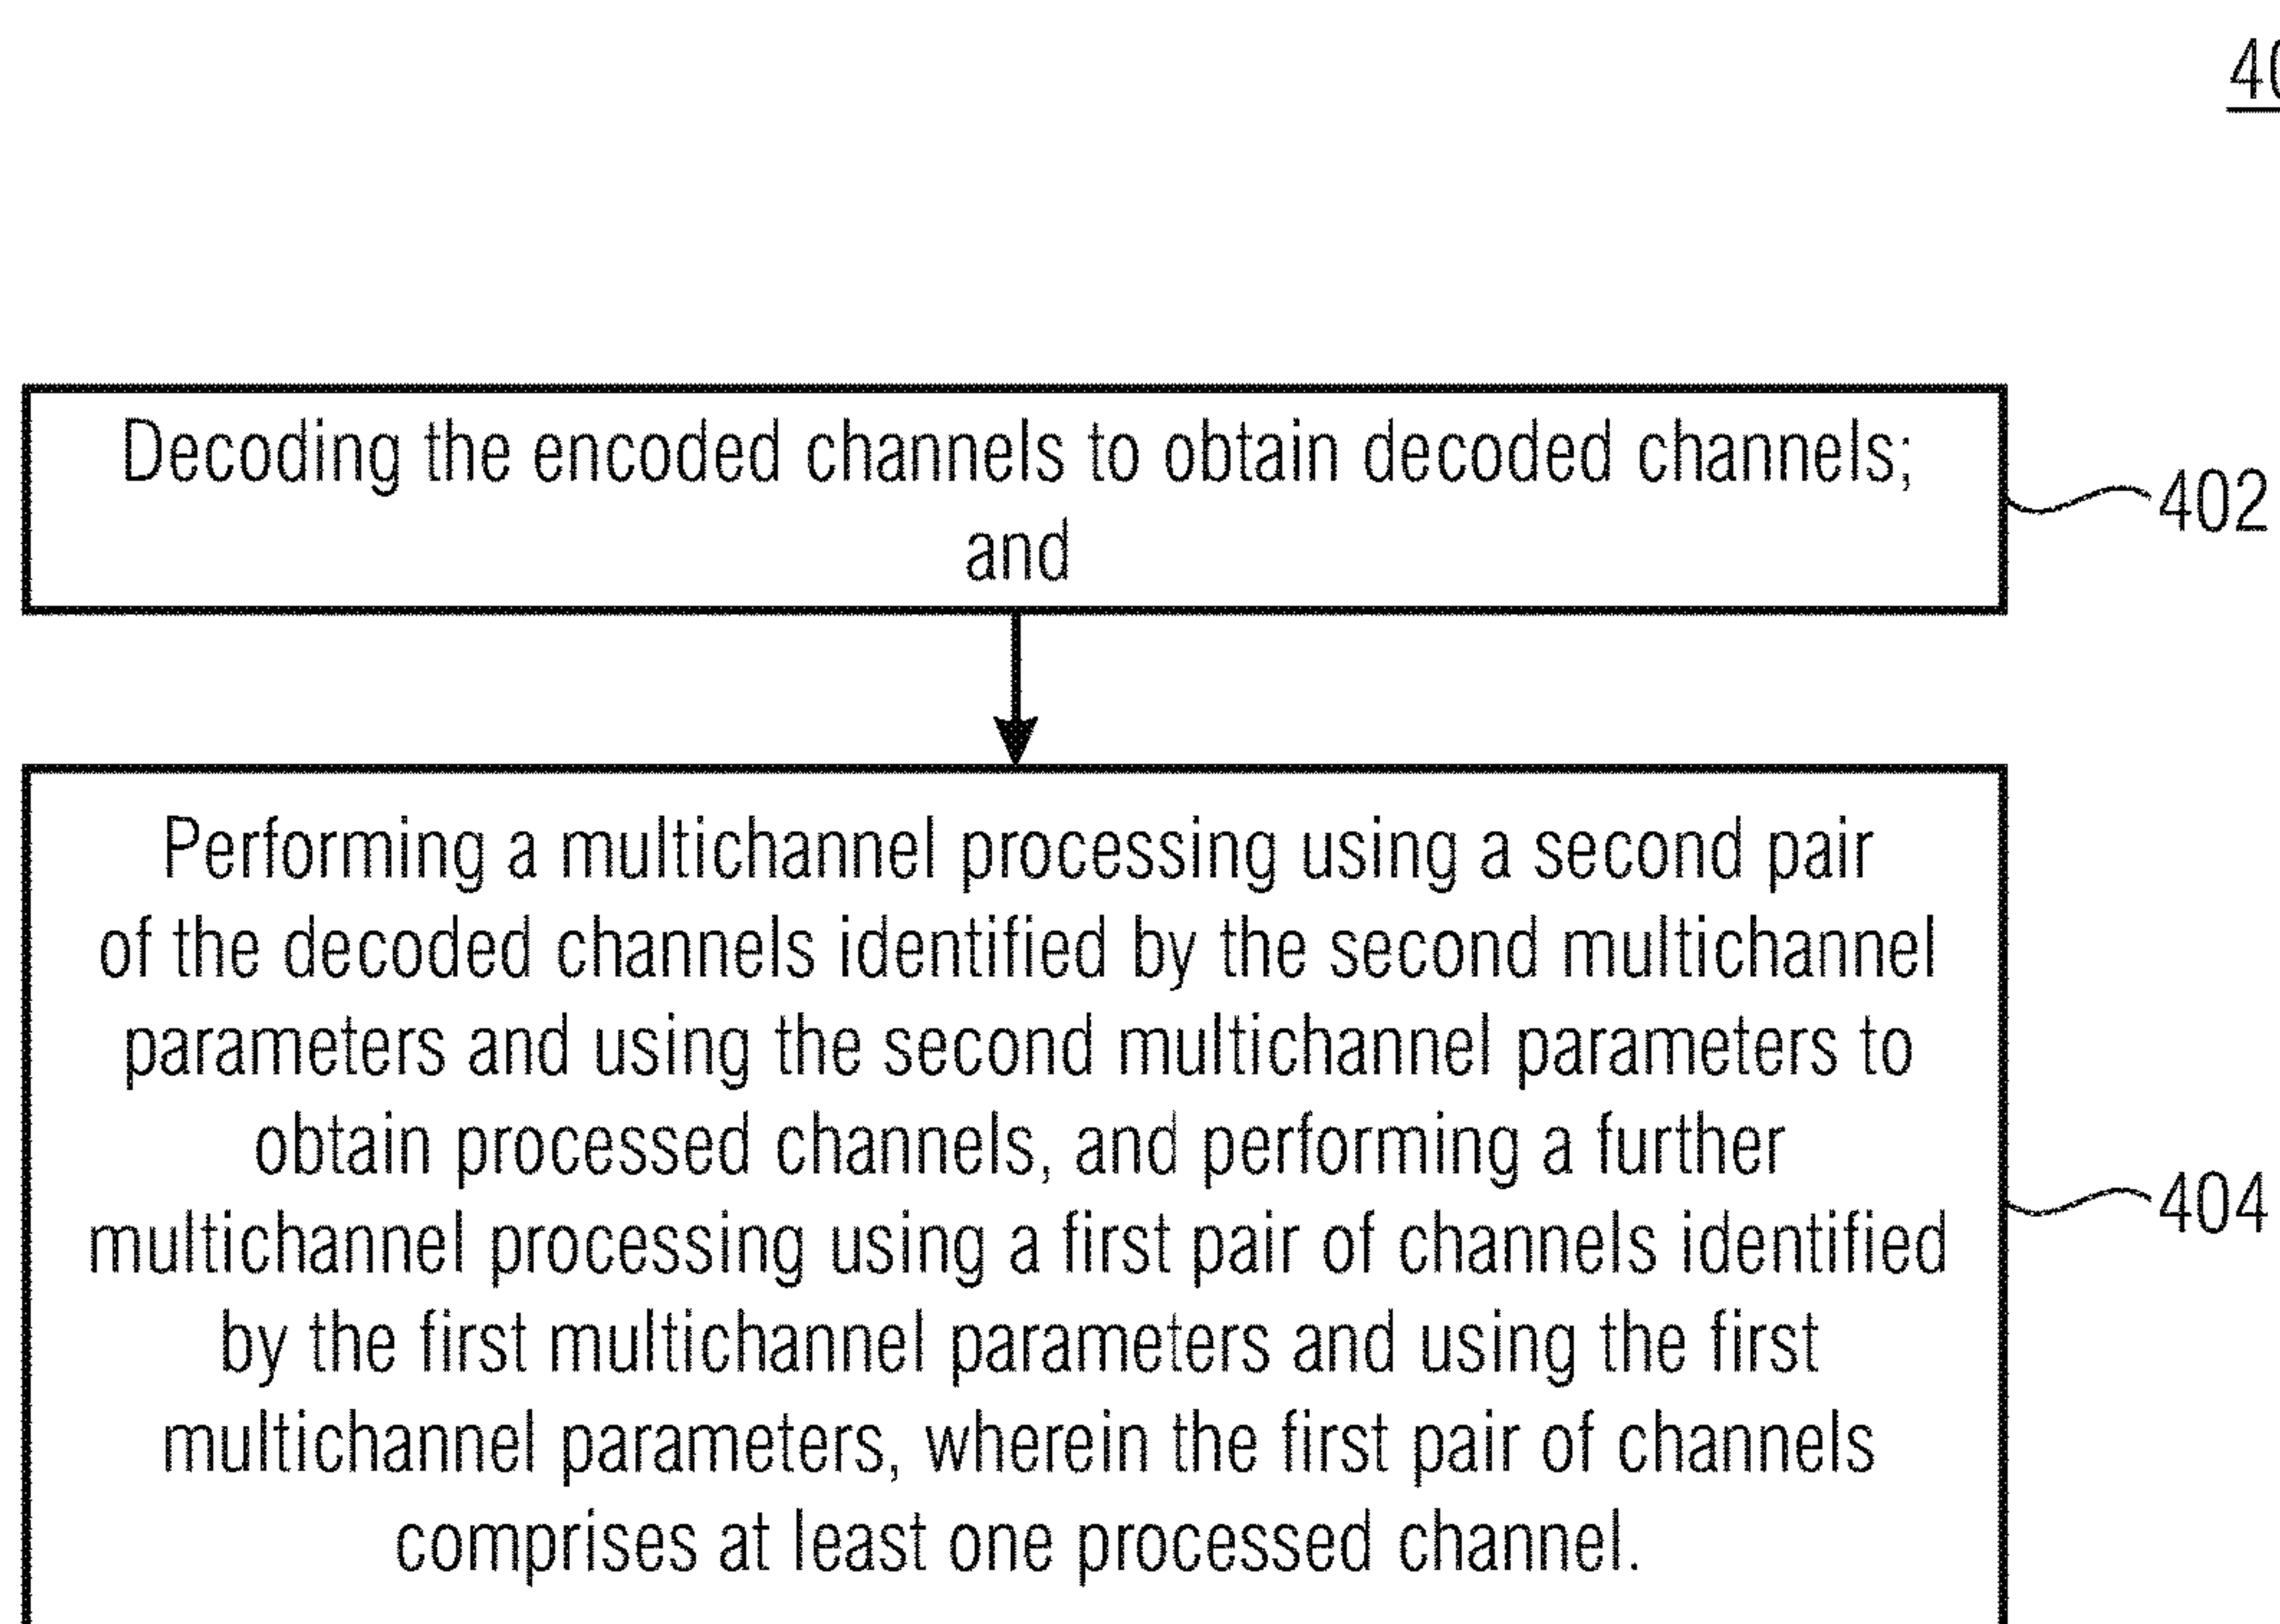 Decoding the encoded channels to obtain decoded channels;
and
402
Performing a multichannel processing using a second pair
of the decoded channels identified by the second multichannel
parameters and using the second multichannel parameters to
obtain processed channels, and performing a further
multichannel processing using a first pair of channels identified
by the first multichannel parameters and using the first
multichannel parameters, wherein the first pair of channels
comprises at least one processed channel.
404